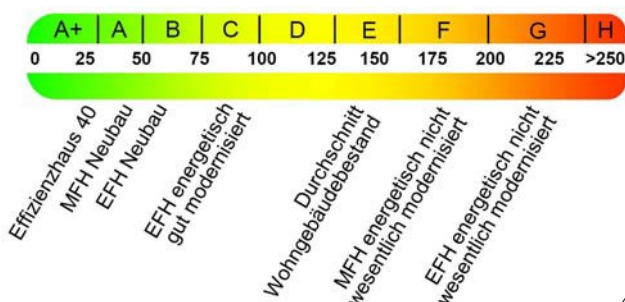 A+ A B C D E F G H
0 25 50 75 100 125 150 175 200 225 >250
Effizienzhaus 40
MFH Neubau
EFH Neubau
EFH energetisch
gut modernisiert
Durchschnitt
Wohngebäudebestand
MFH energetisch nicht
wesentlich modernisiert
EFH energetisch nicht
wesentlich modernisiert